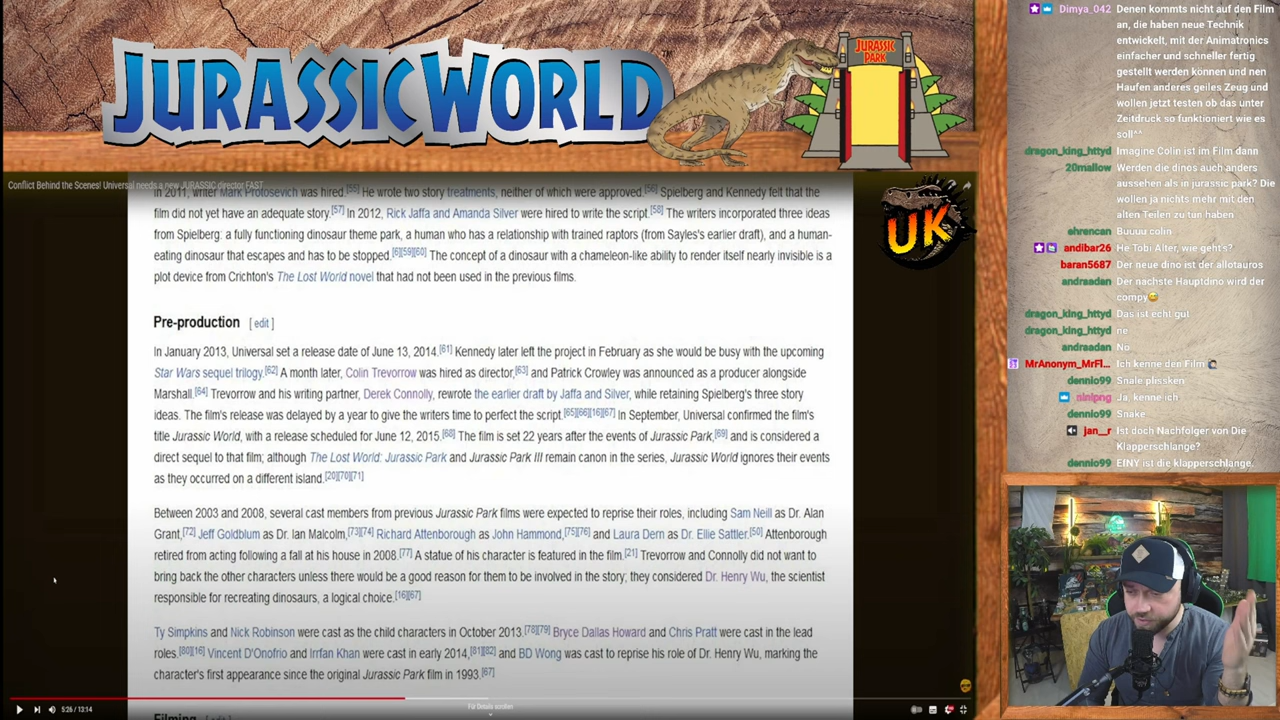 JURASSIC WORLD
JURASSIC PARK
UK
Conflict Behind the Scenes! Universal needs a new JURASSIC director FAST
In 2011, writer Mark Protosevich was hired.[55] He wrote two story treatments, neither of which were approved.[56] Spielberg and Kennedy felt that the
film did not yet have an adequate story.[57] In 2012, Rick Jaffa and Amanda Silver were hired to write the script.[58] The writers incorporated three ideas
from Spielberg: a fully functioning dinosaur theme park, a human who has a relationship with trained raptors (from Sayles's earlier draft), and a human-
eating dinosaur that escapes and has to be stopped.[6][59][60] The concept of a dinosaur with a chameleon-like ability to render itself nearly invisible is a
plot device from Crichton's The Lost World novel that had not been used in the previous films.
Pre-production [ edit ]
In January 2013, Universal set a release date of June 13, 2014.[61] Kennedy later left the project in February as she would be busy with the upcoming
Star Wars sequel trilogy.[62] A month later, Colin Trevorrow was hired as director,[63] and Patrick Crowley was announced as a producer alongside
Marshall.[64] Trevorrow and his writing partner, Derek Connolly, rewrote the earlier draft by Jaffa and Silver, while retaining Spielberg's three story
ideas. The film's release was delayed by a year to give the writers time to perfect the script.[65][66][16][67] In September, Universal confirmed the film's
title Jurassic World, with a release scheduled for June 12, 2015.[68] The film is set 22 years after the events of Jurassic Park,[69] and is considered a
direct sequel to that film; although The Lost World: Jurassic Park and Jurassic Park III remain canon in the series, Jurassic World ignores their events
as they occurred on a different island.[20][70][71]
Between 2003 and 2008, several cast members from previous Jurassic Park films were expected to reprise their roles, including Sam Neill as Dr. Alan
Grant,[72] Jeff Goldblum as Dr. Ian Malcolm,[73][74] Richard Attenborough as John Hammond,[75][76] and Laura Dern as Dr. Ellie Sattler.[50] Attenborough
retired from acting following a fall at his house in 2008.[77] A statue of his character is featured in the film.[21] Trevorrow and Connolly did not want to
bring back the other characters unless there would be a good reason for them to be involved in the story; they considered Dr. Henry Wu, the scientist
responsible for recreating dinosaurs, a logical choice.[16][67]
Ty Simpkins and Nick Robinson were cast as the child characters in October 2013.[78][79] Bryce Dallas Howard and Chris Pratt were cast in the lead
roles.[80][16] Vincent D'Onofrio and Irrfan Khan were cast in early 2014,[81][82] and BD Wong was cast to reprise his role of Dr. Henry Wu, marking the
character's first appearance since the original Jurassic Park film in 1993.[67]
Filming [ edit ]
5:26 / 13:14
Für Details scrollen
Dimya_042 Denen kommts nicht auf den Film
an, die haben neue Technik
entwickelt, mit der Animatronics
einfacher und schneller fertig
gestellt werden können und nen
Haufen anderes geiles Zeug und
wollen jetzt testen ob das unter
Zeitdruck so funktioniert wie es
soll^^
dragon_king_httyd Imagine Colin ist im Film dann
20mallow Werden die dinos auch anders
aussehen als in jurassic park? Die
wollen ja nichts mehr mit den
alten Teilen zu tun haben
ehrencan Buuuu colin
andibar26 He Tobi Alter, wie geht's?
baran5687 Der neue dino ist der allotauros
andraadan Der nächste Hauptdino wird der
compy
dragon_king_httyd Das ist echt gut
dragon_king_httyd ne
andraadan No
MrAnonym_MrFl... Ich kenne den Film
dennio99 Snale plissken
ninipng Ja, kenne ich
dennio99 Snake
jan__r Ist doch Nachfolger von Die
Klapperschlange?
dennio99 EINY ist die klapperschlange.